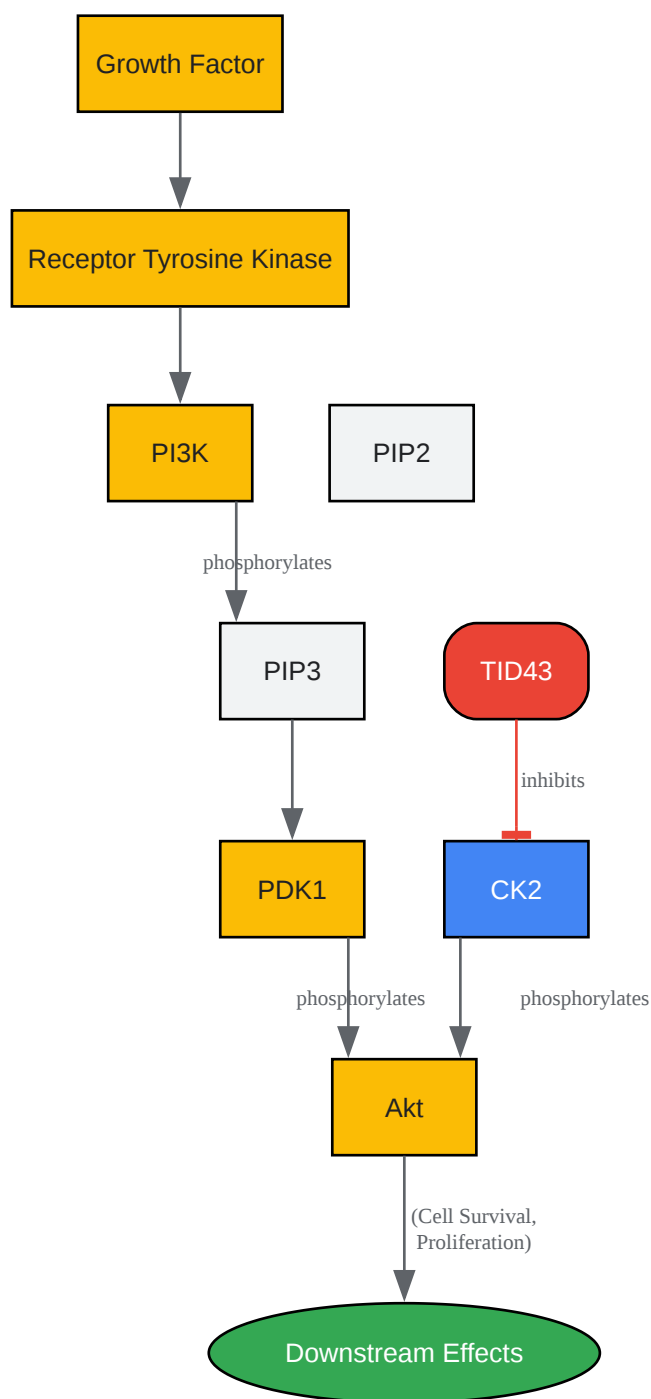 Growth Factor
Receptor Tyrosine Kinase
PI3K
PIP2
phosphorylates
PIP3
TID43
inhibits
PDK1
CK2
phosphorylates
phosphorylates
Akt
(Cell Survival,
Proliferation)
Downstream Effects